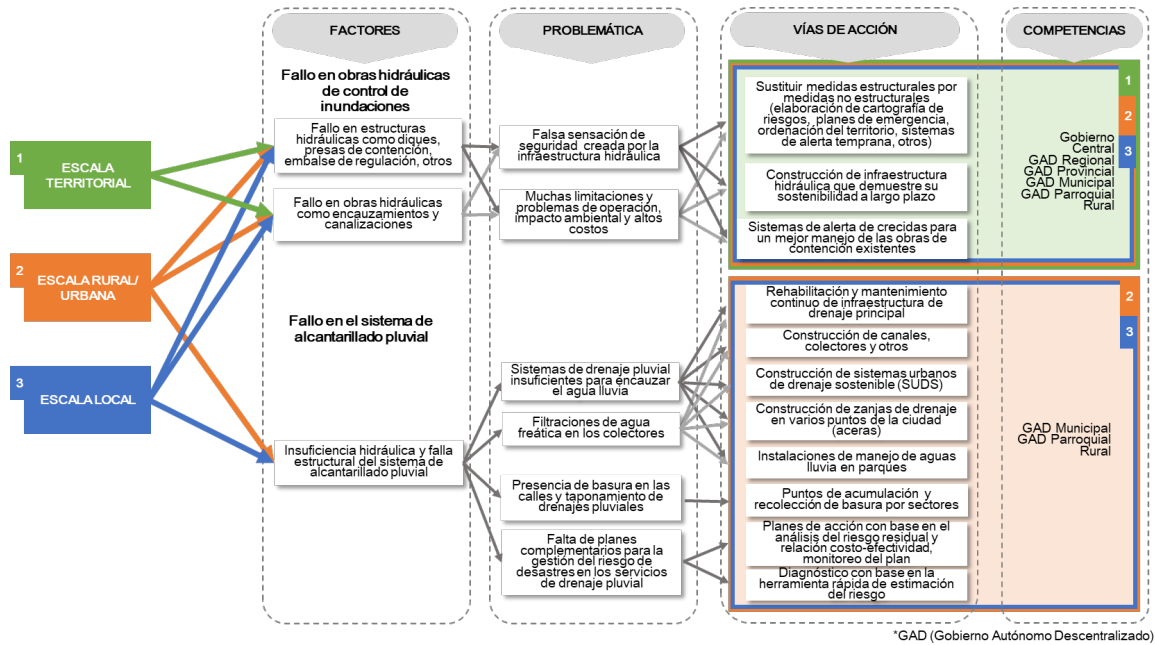 FACTORES
PROBLEMÁTICA
VÍAS DE ACCIÓN
COMPETENCIAS
1
ESCALA
TERRITORIAL
2
ESCALA RURAL/
URBANA
3
ESCALA LOCAL
Fallo en obras hidráulicas
de control de
inundaciones
Fallo en estructuras
hidráulicas como diques,
presas de contención,
embalse de regulación, otros
Fallo en obras hidráulicas
como encauzamientos y
canalizaciones
Fallo en el sistema de
alcantarillado pluvial
Insuficiencia hidráulica y falla
estructural del sistema de
alcantarillado pluvial
Falsa sensación de
seguridad creada por la
infraestructura hidráulica
Muchas limitaciones y
problemas de operación,
impacto ambiental y altos
costos
Sistemas de drenaje pluvial
insuficientes para encauzar
el agua lluvia
Filtraciones de agua
freática en los colectores
Presencia de basura en las
calles y taponamiento de
drenajes pluviales
Falta de planes
complementarios para la
gestión del riesgo de
desastres en los servicios
de drenaje pluvial
Sustituir medidas estructurales por
medidas no estructurales
(elaboración de cartografía de
riesgos, planes de emergencia,
ordenación del territorio, sistemas
de alerta temprana, otros)
Construcción de infraestructura
hidráulica que demuestre su
sostenibilidad a largo plazo
Sistemas de alerta de crecidas para
un mejor manejo de las obras de
contención existentes
Rehabilitación y mantenimiento
continuo de infraestructura de
drenaje principal
Construcción de canales,
colectores y otros
Construcción de sistemas urbanos
de drenaje sostenible (SUDS)
Construcción de zanjas de drenaje
en varios puntos de la ciudad
(aceras)
Instalaciones de manejo de aguas
lluvia en parques
Puntos de acumulación y
recolección de basura por sectores
Planes de acción con base en el
análisis del riesgo residual y
relación costo-efectividad,
monitoreo del plan
Diagnóstico con base en la
herramienta rápida de estimación
del riesgo
1
2
3
Gobierno
Central
GAD Regional
GAD Provincial
GAD Municipal
GAD Parroquial
Rural
2
3
GAD Municipal
GAD Parroquial
Rural
*GAD (Gobierno Autónomo Descentralizado)